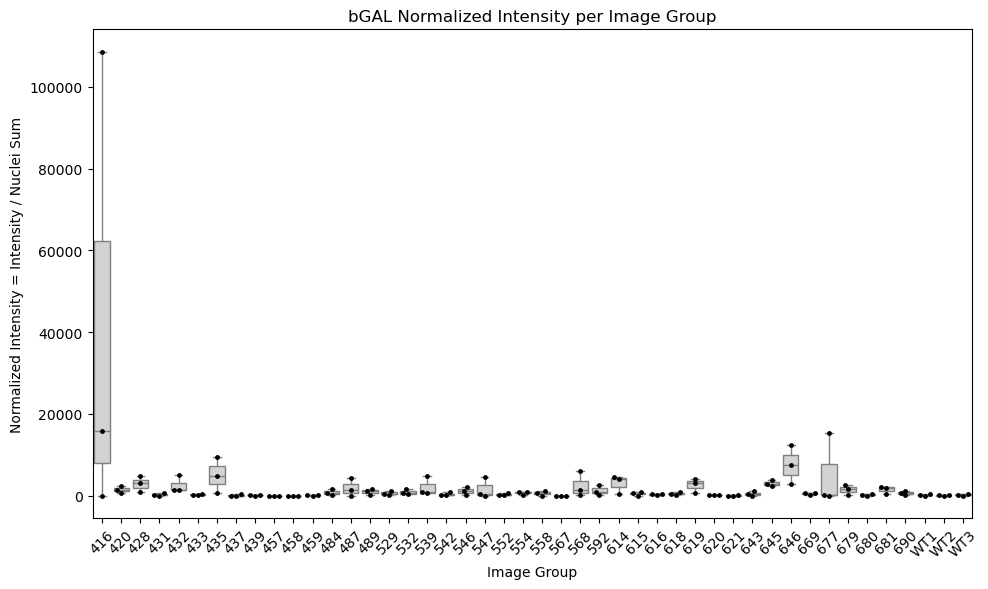 bGAL Normalized Intensity per Image Group
Normalized Intensity = Intensity / Nuclei Sum
100000
80000
60000
40000
20000
0
416 420 428 431 432 433 435 437 439 457 458 459 484 487 489 529 532 539 542 546 547 552 554 558 567 568 592 614 615 616 618 619 620 621 643 645 646 669 677 679 680 681 690 WT1 WT2 WT3
Image Group